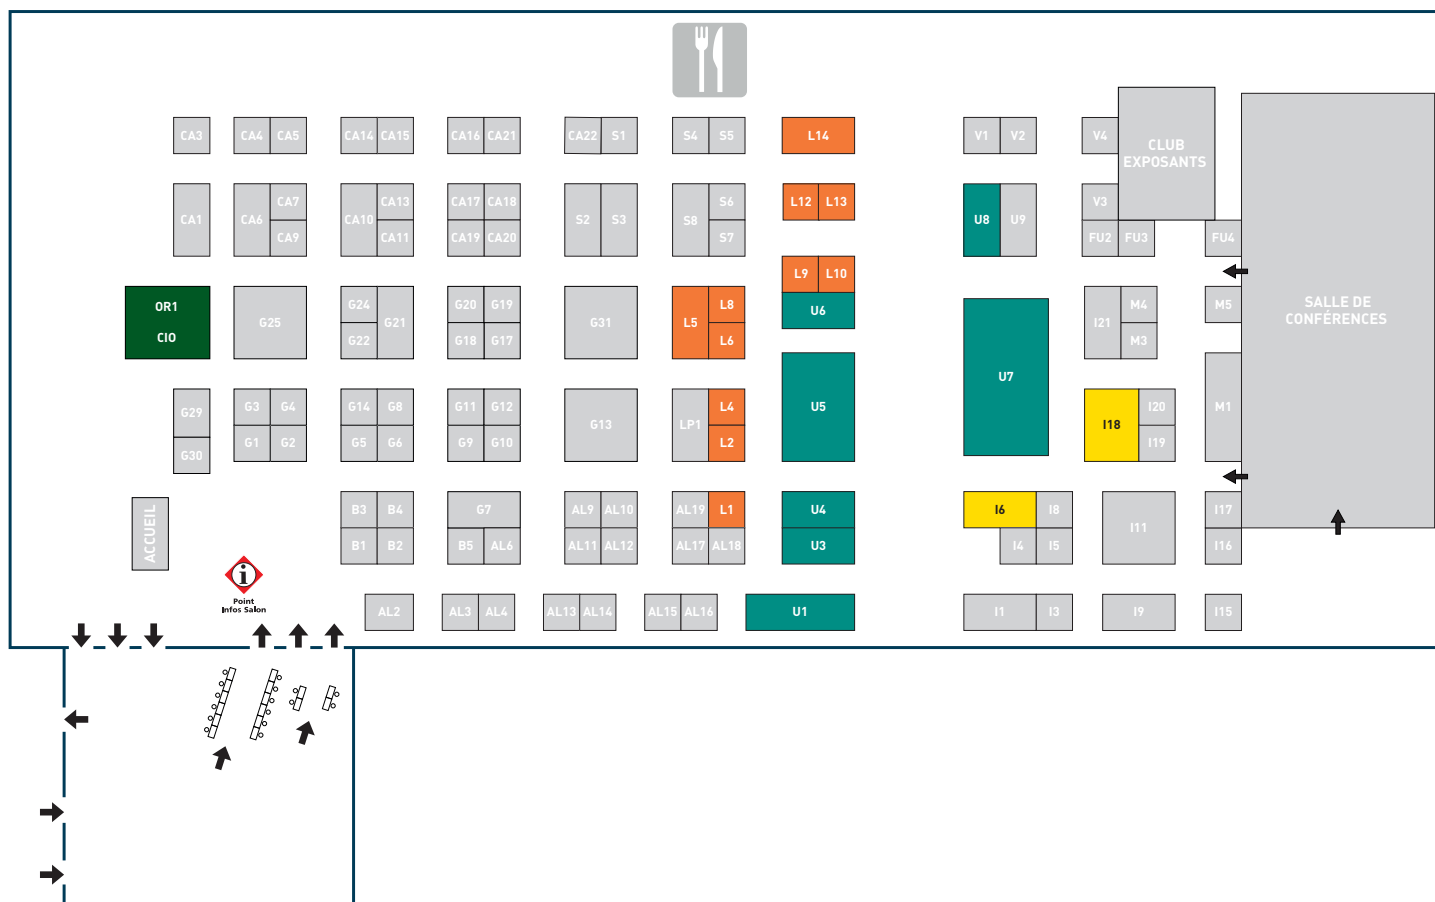 CA3
CA4
CA5
CA14
CA15
CA16
CA21
CA22
S1
S4
S5
L14
V1
V2
V4
CLUB
EXPOSANTS
CA1
CA6
CA7
CA9
CA10
CA13
CA11
CA17
CA18
CA19
CA20
S2
S3
S8
S6
S7
L12
L13
U8
U9
V3
FU2
FU3
FU4
L9
L10
U6
OR1
CIO
G25
G24
G22
G21
G20
G19
G18
G17
G31
L5
L8
L6
U7
I21
M4
M3
M5
SALLE DE
CONFÉRENCES
G29
G30
G3
G4
G1
G2
G14
G8
G5
G6
G11
G12
G9
G10
G13
LP1
L4
L2
U5
I18
I20
I19
M1
ACCUEIL
B3
B4
B1
B2
G7
B5
AL6
AL9
AL10
AL11
AL12
AL19
L1
AL17
AL18
U4
U3
I6
I8
I4
I5
I11
I17
I16
i
Point
Infos Salon
AL2
AL3
AL4
AL13
AL14
AL15
AL16
U1
I1
I3
I9
I15